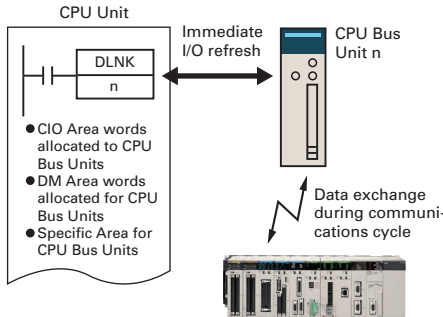 CPU Unit
DLNK
n
● CIO Area words
allocated to CPU
Bus Units
● DM Area words
allocated for CPU
Bus Units
● Specific Area for
CPU Bus Units
Immediate
I/O refresh
CPU Bus
Unit n
Data exchange
during communi-
cations cycle